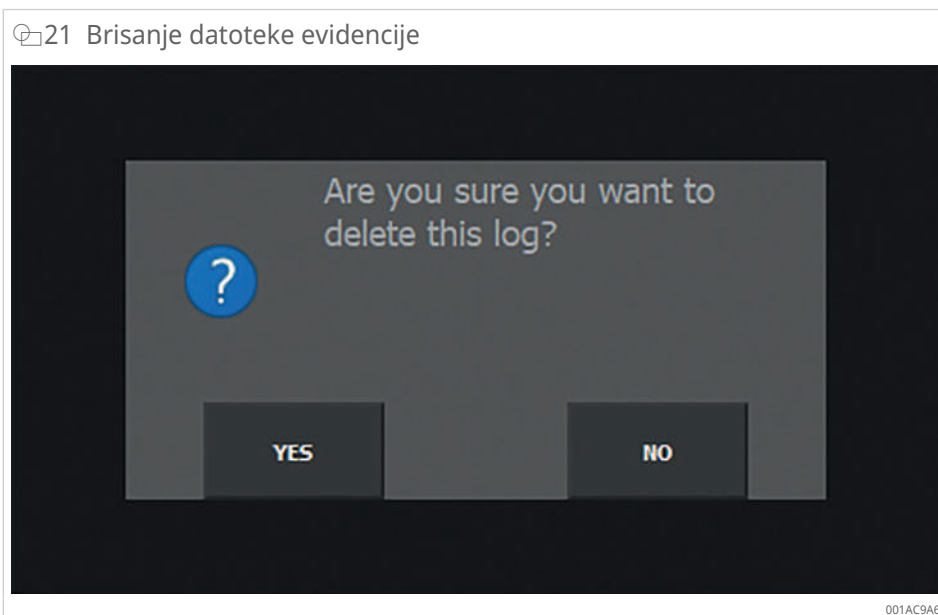 21 Brisanje datoteke evidencije
Are you sure you want to
delete this log?
?
YES
NO
001AC9A6